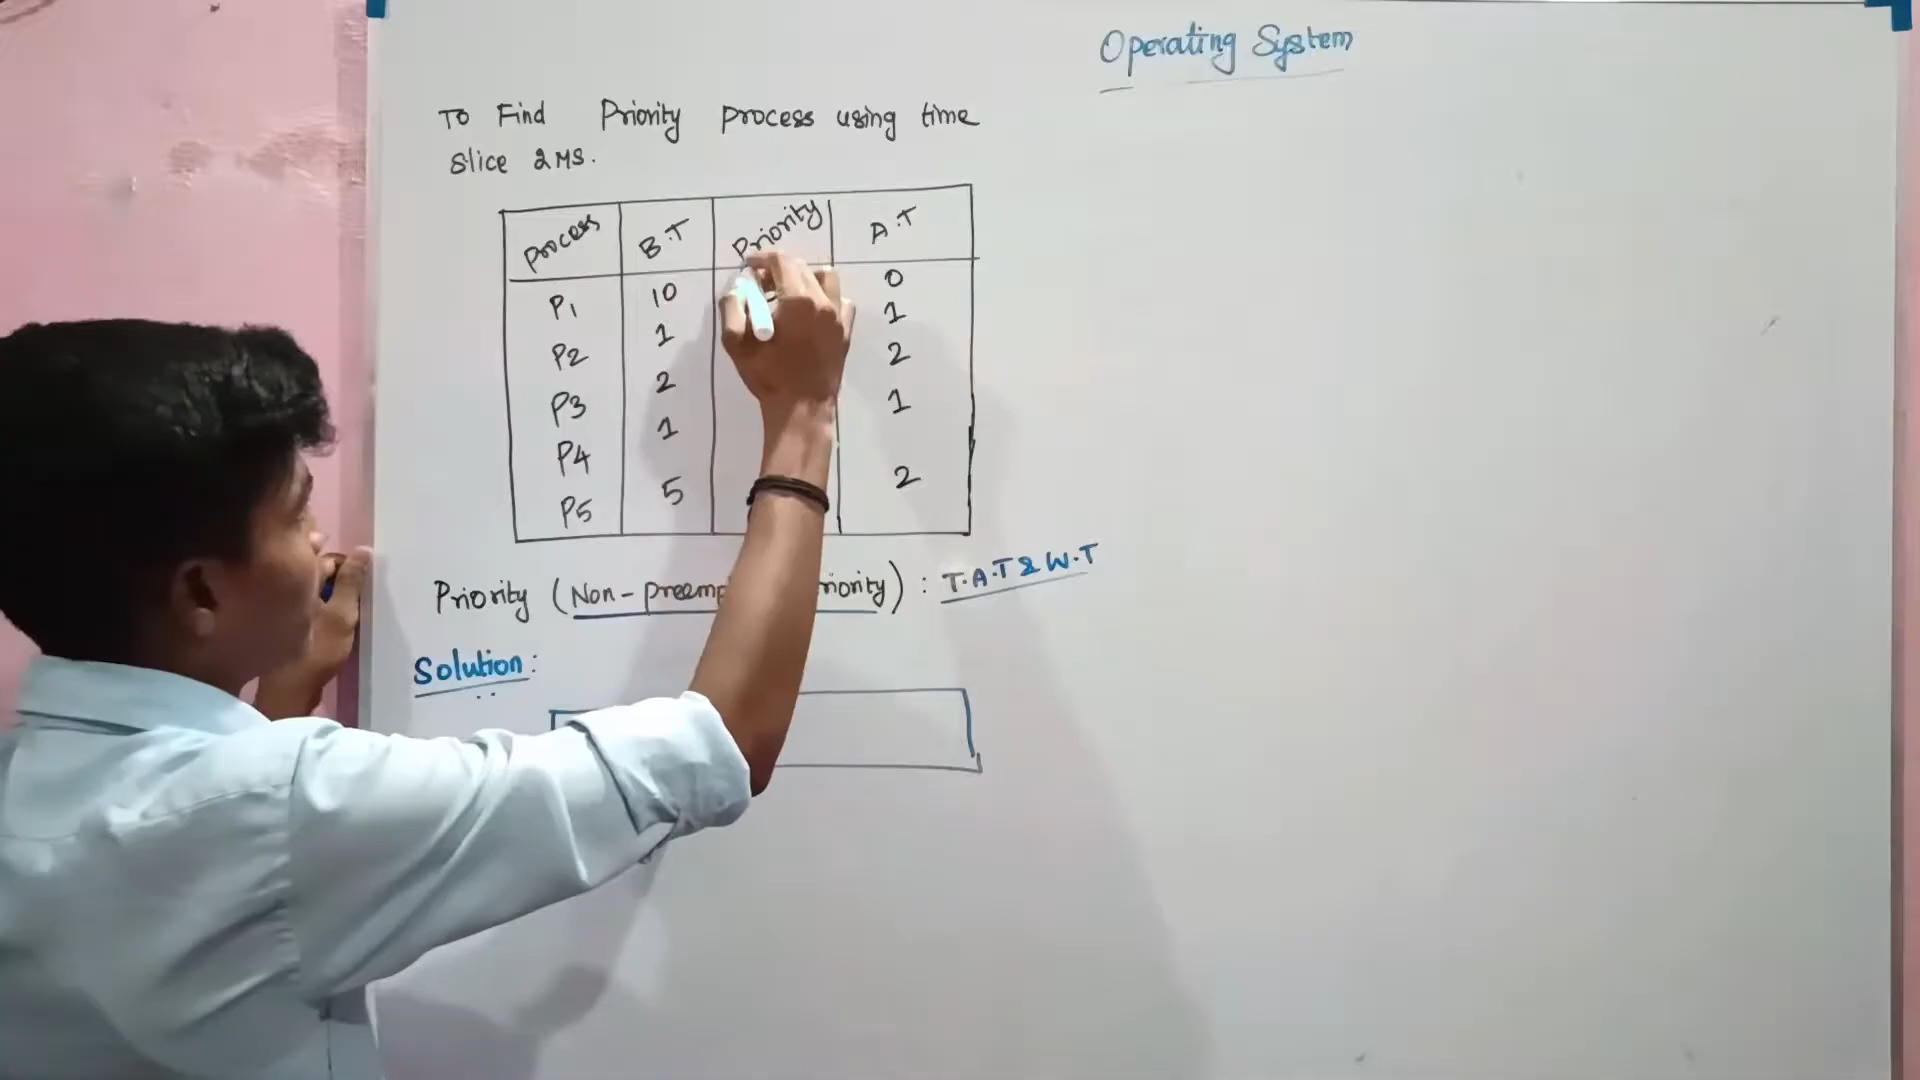 Operating System
To Find Priority process using time
slice 2MS.
Process B.T Priority A.T
P1 10 0
P2 1 1
P3 2 2
P4 1 1
P5 5 2
Priority (Non-preemp riority) : T.A.T & W.T
Solution: